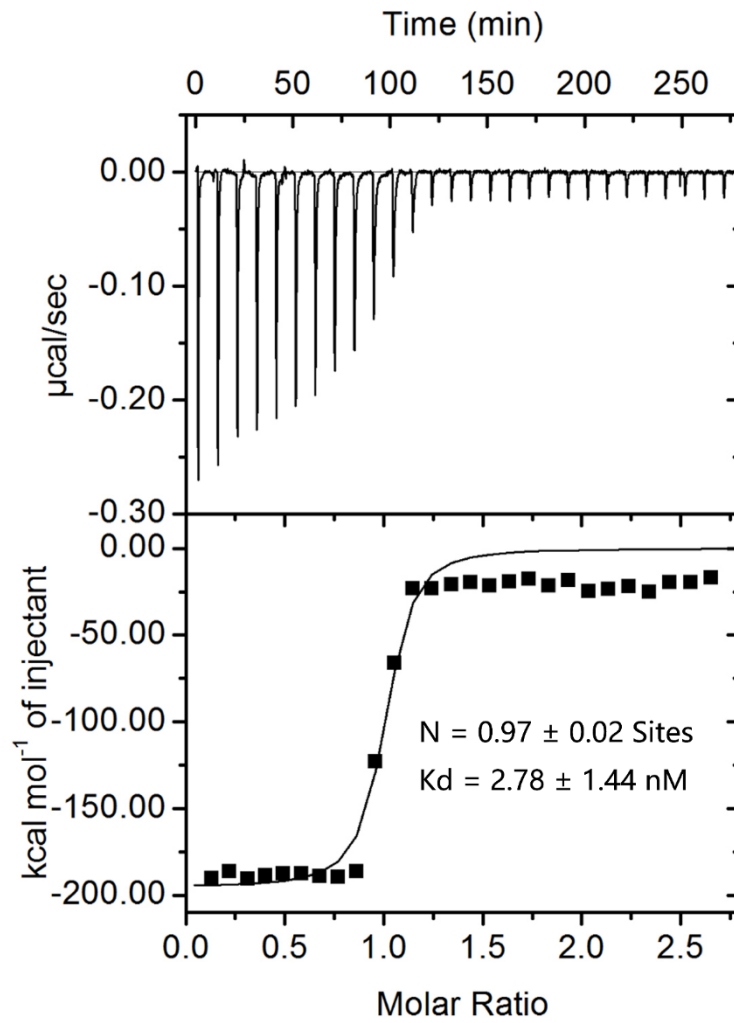 Time (min)
0 50 100 150 200 250
0.00
-0.10
-0.20
-0.30
µcal/sec
0.00
-50.00
-100.00
-150.00
-200.00
kcal mol⁻¹ of injectant
N = 0.97 ± 0.02 Sites
Kd = 2.78 ± 1.44 nM
0.0 0.5 1.0 1.5 2.0 2.5
Molar Ratio